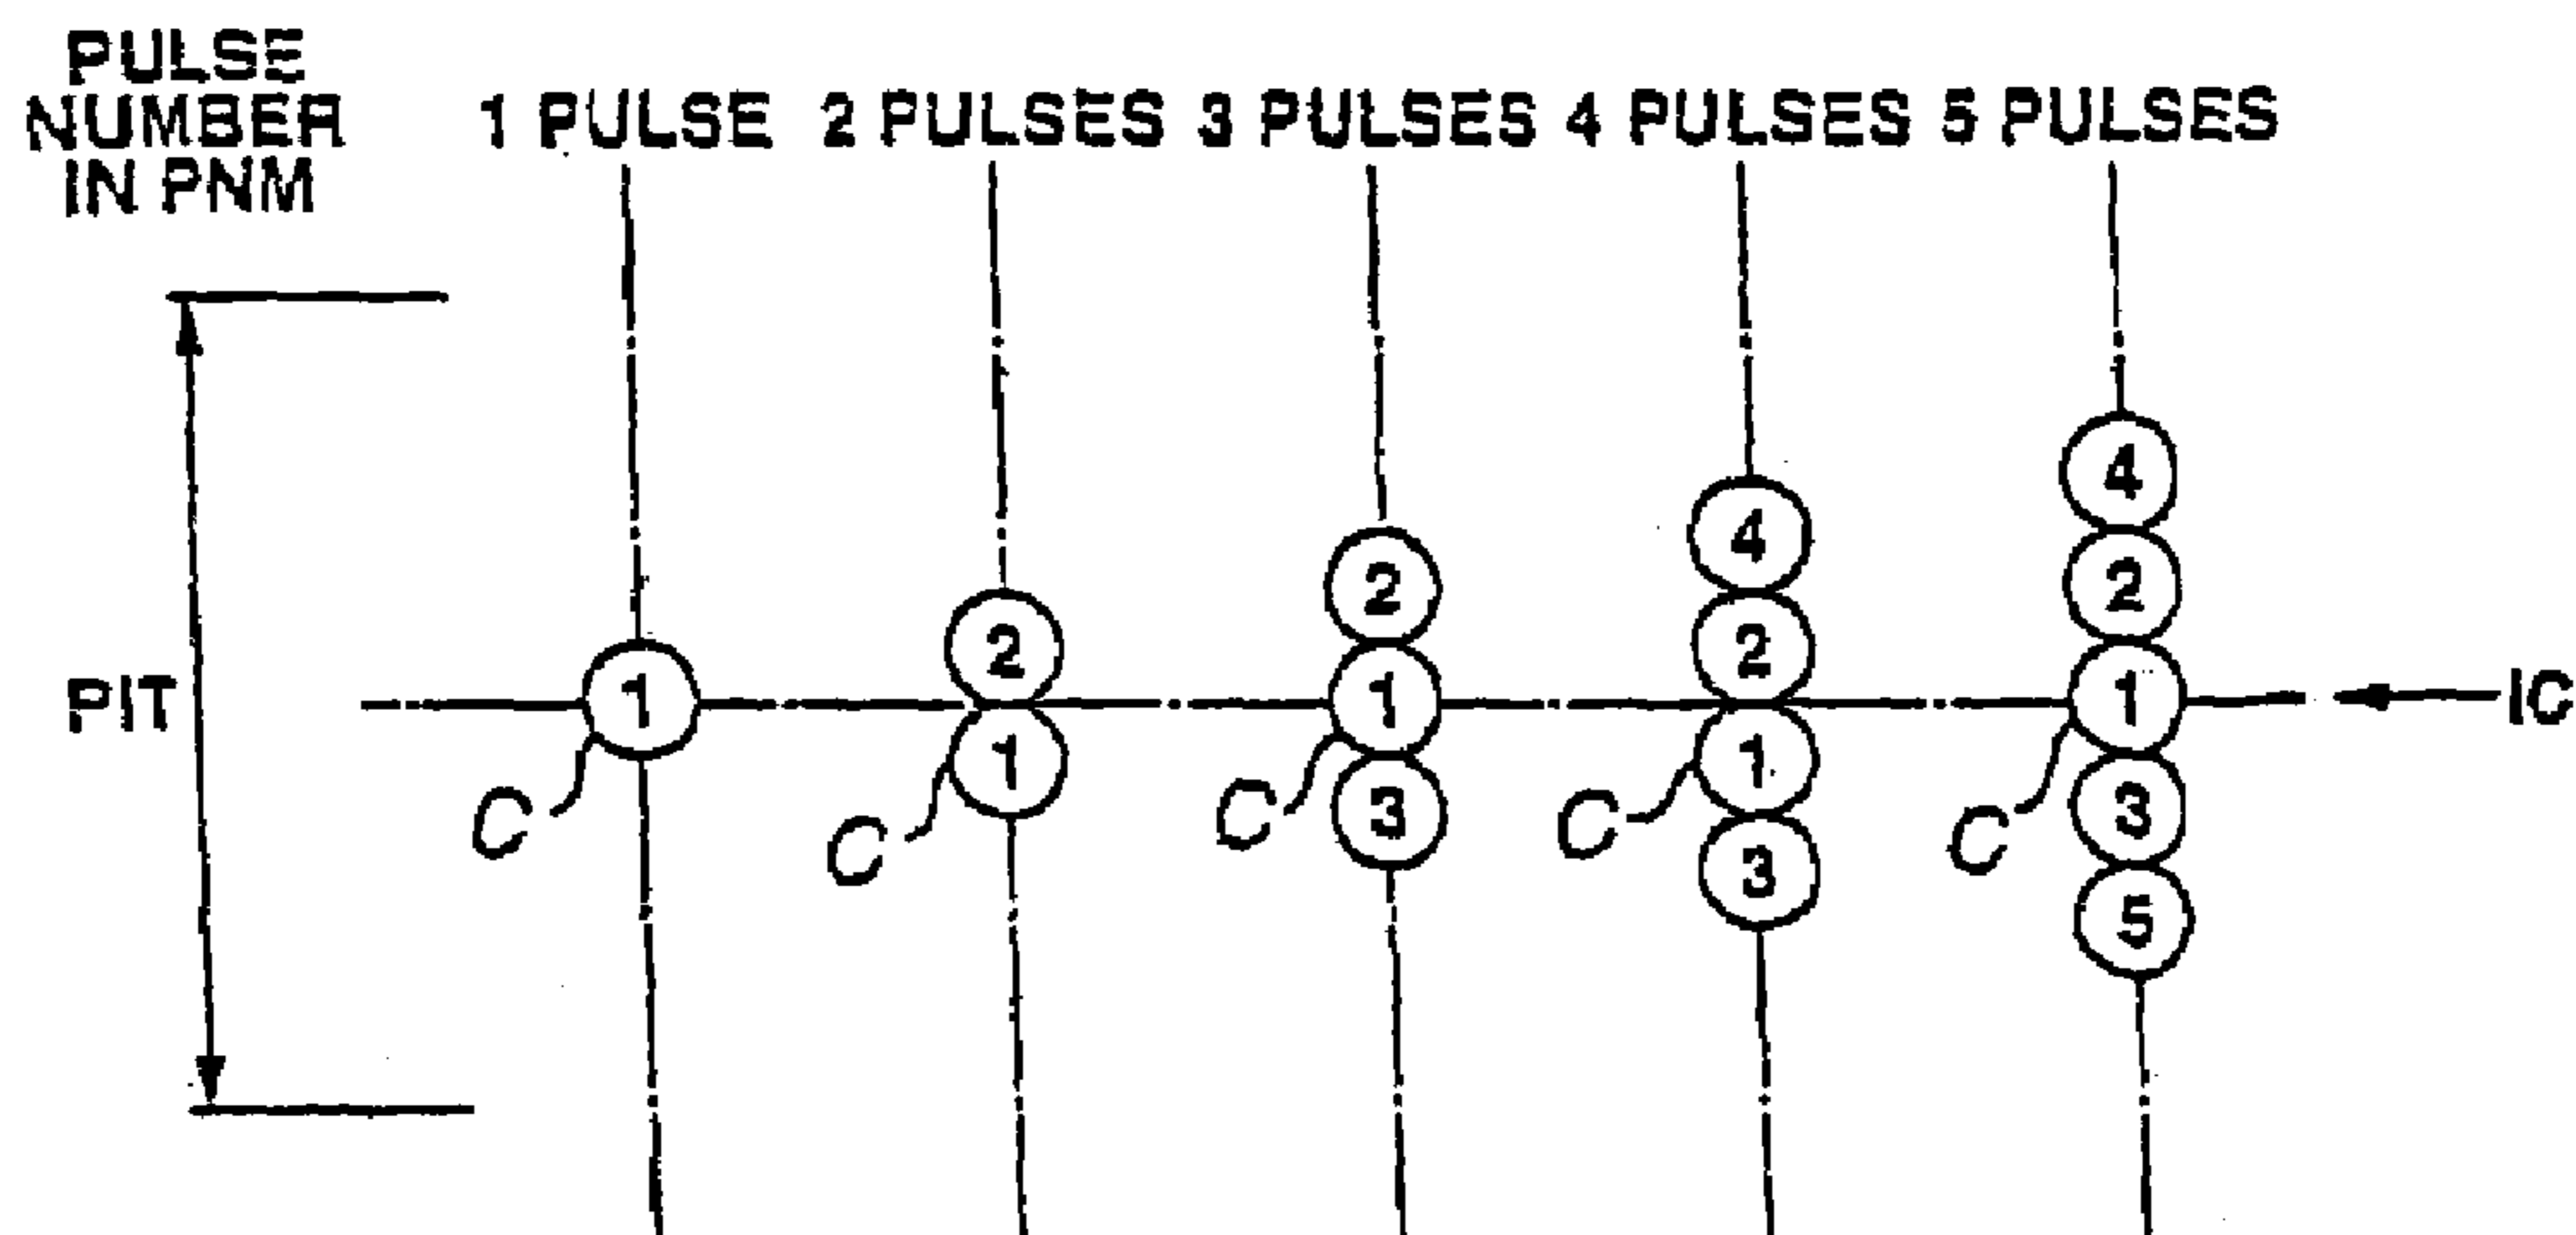 PULSE
NUMBER
IN PNM
1 PULSE 2 PULSES 3 PULSES 4 PULSES 5 PULSES
4
4
2
2
2
2
PIT
1
1
1
IC
1
1
C
C
C
C
C
3
3
3
5